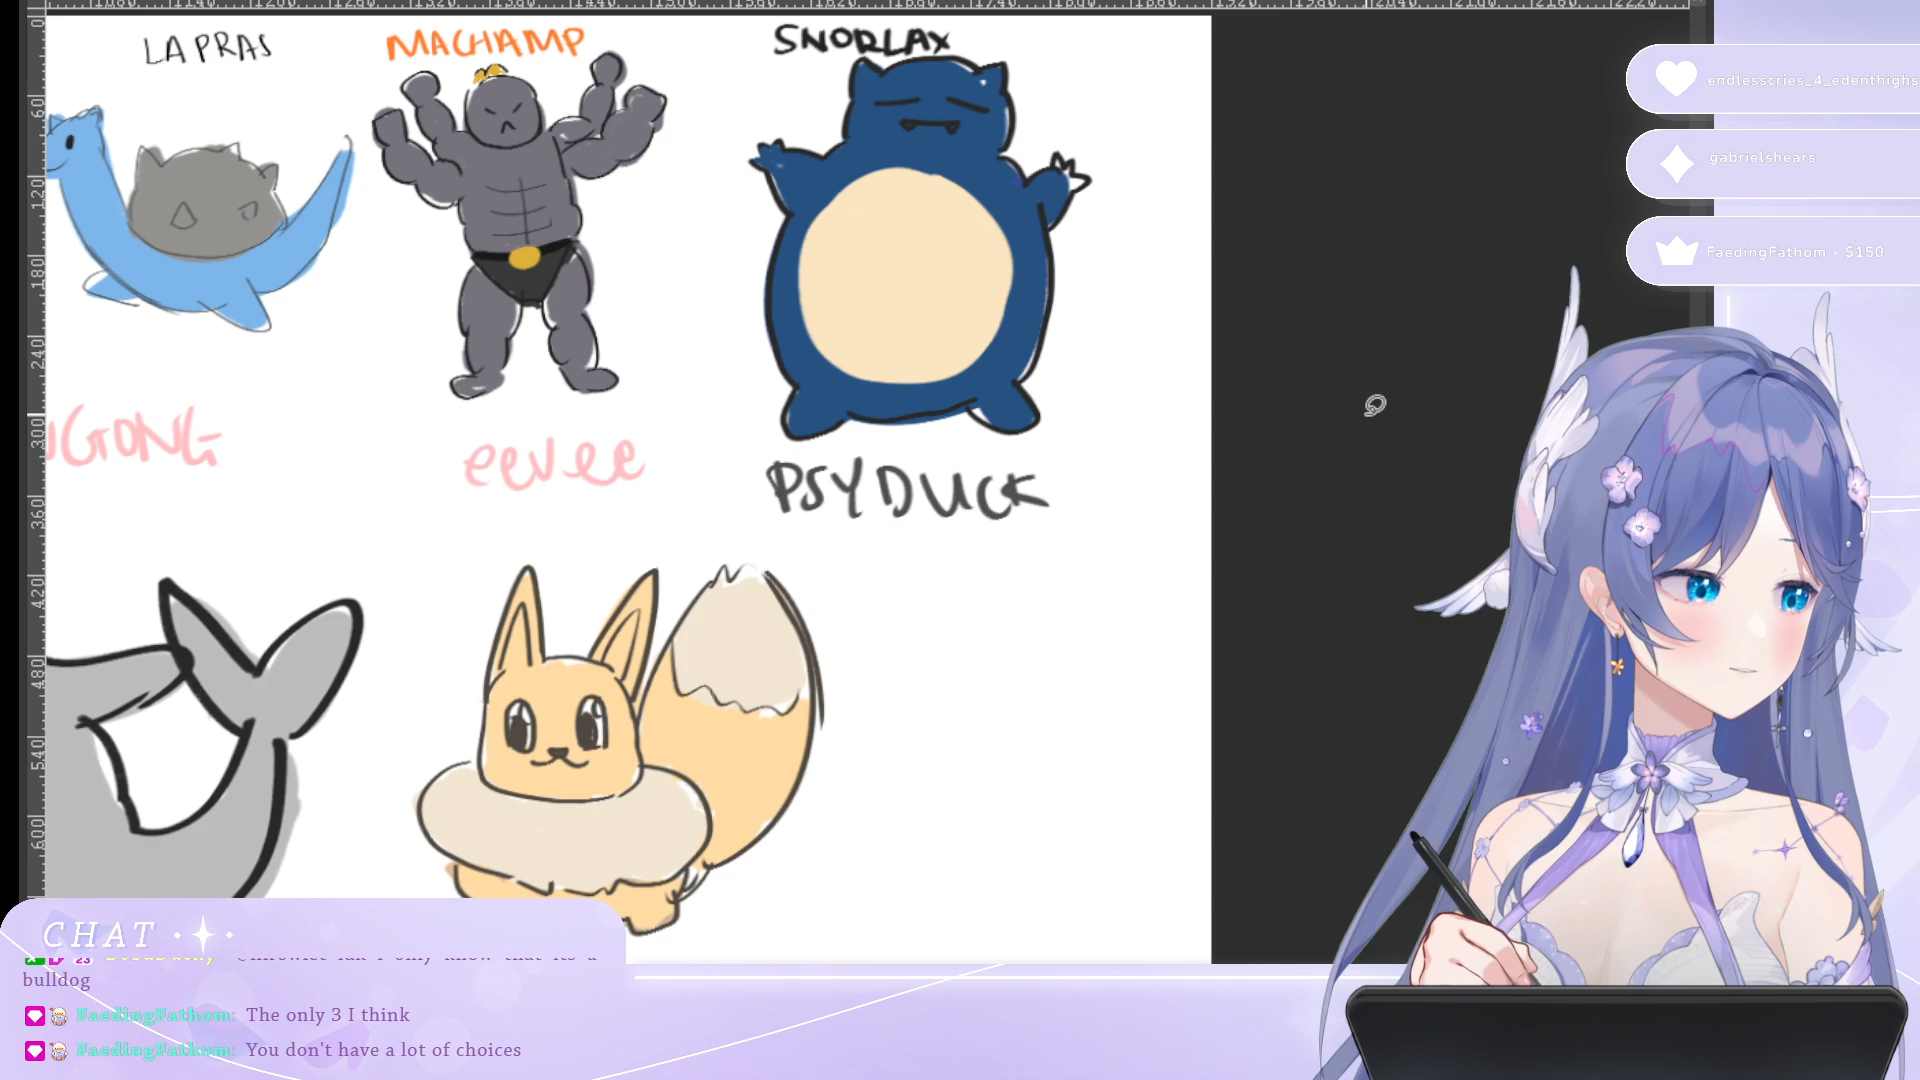 LAPRAS
MACHAMP
SNORLAX
endlesscries_4_edenthighs
gabrielshears
FaedingFathom - $150
GONG
eevee
PSYDUCK
CHAT
bulldog
FaedingFathom: The only 3 I think
FaedingFathom: You don't have a lot of choices